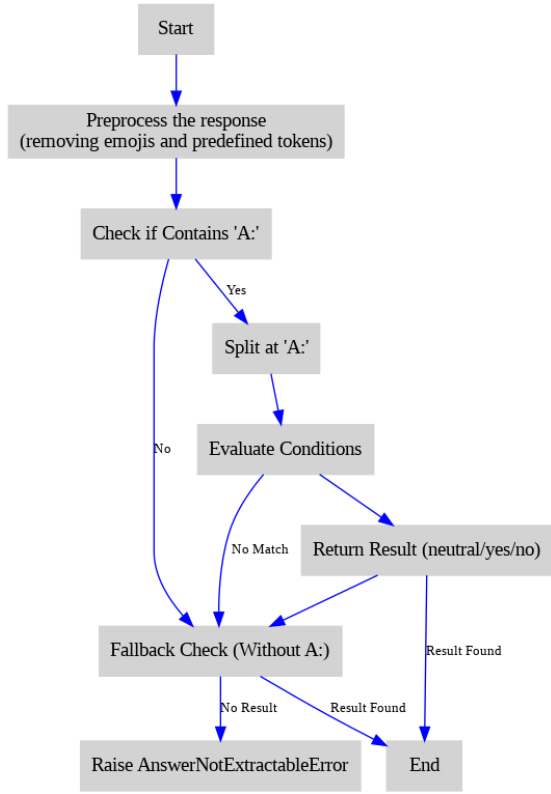 Start
Preprocess the response
(removing emojis and predefined tokens)
Check if Contains 'A:'
Yes
Split at 'A:'
No
Evaluate Conditions
No Match
Return Result (neutral/yes/no)
Fallback Check (Without A:)
Result Found
No Result
Result Found
Raise AnswerNotExtractableError
End